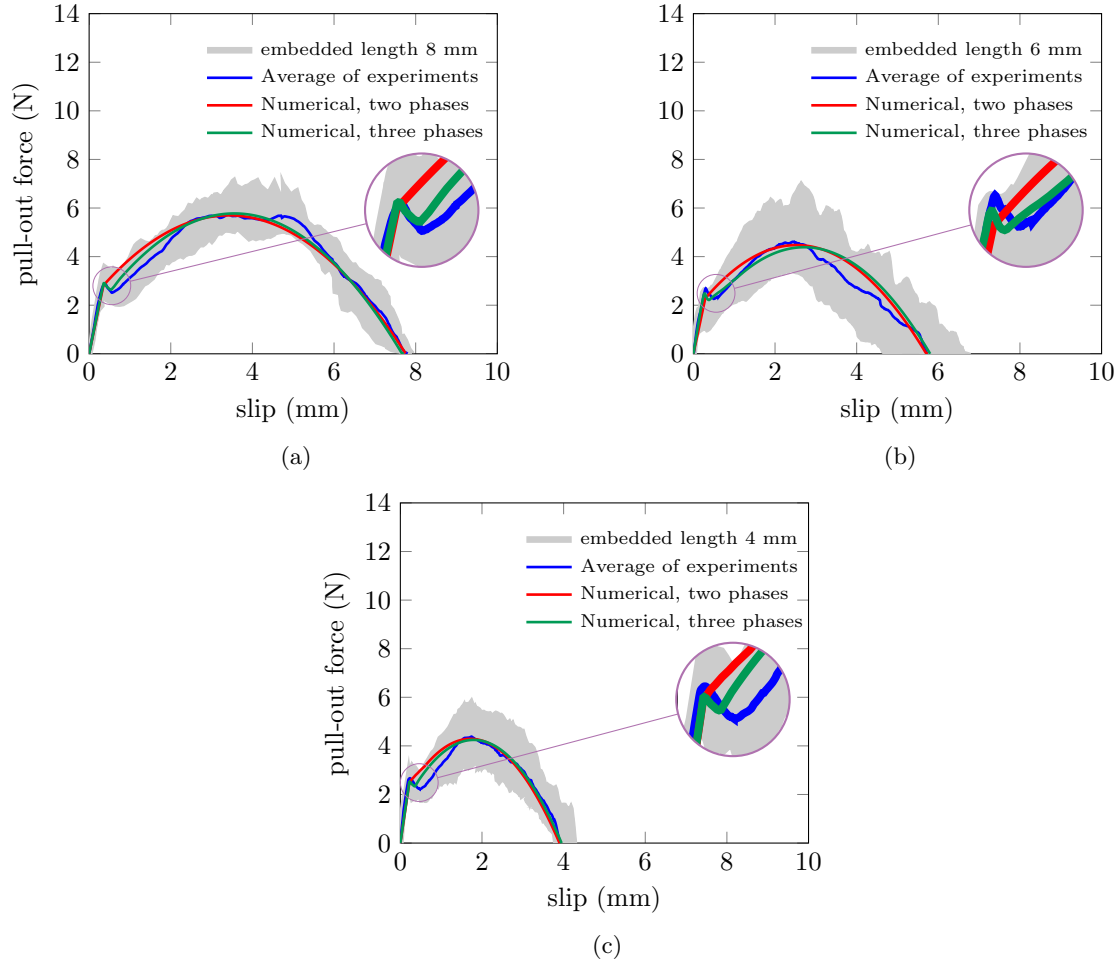 14
12
10
8
6
4
2
0
0 2 4 6 8 10
pull-out force (N)
slip (mm)
embedded length 8 mm
Average of experiments
Numerical, two phases
Numerical, three phases
(a)
14
12
10
8
6
4
2
0
0 2 4 6 8 10
slip (mm)
embedded length 6 mm
Average of experiments
Numerical, two phases
Numerical, three phases
(b)
14
12
10
8
6
4
2
0
0 2 4 6 8 10
pull-out force (N)
slip (mm)
embedded length 4 mm
Average of experiments
Numerical, two phases
Numerical, three phases
(c)